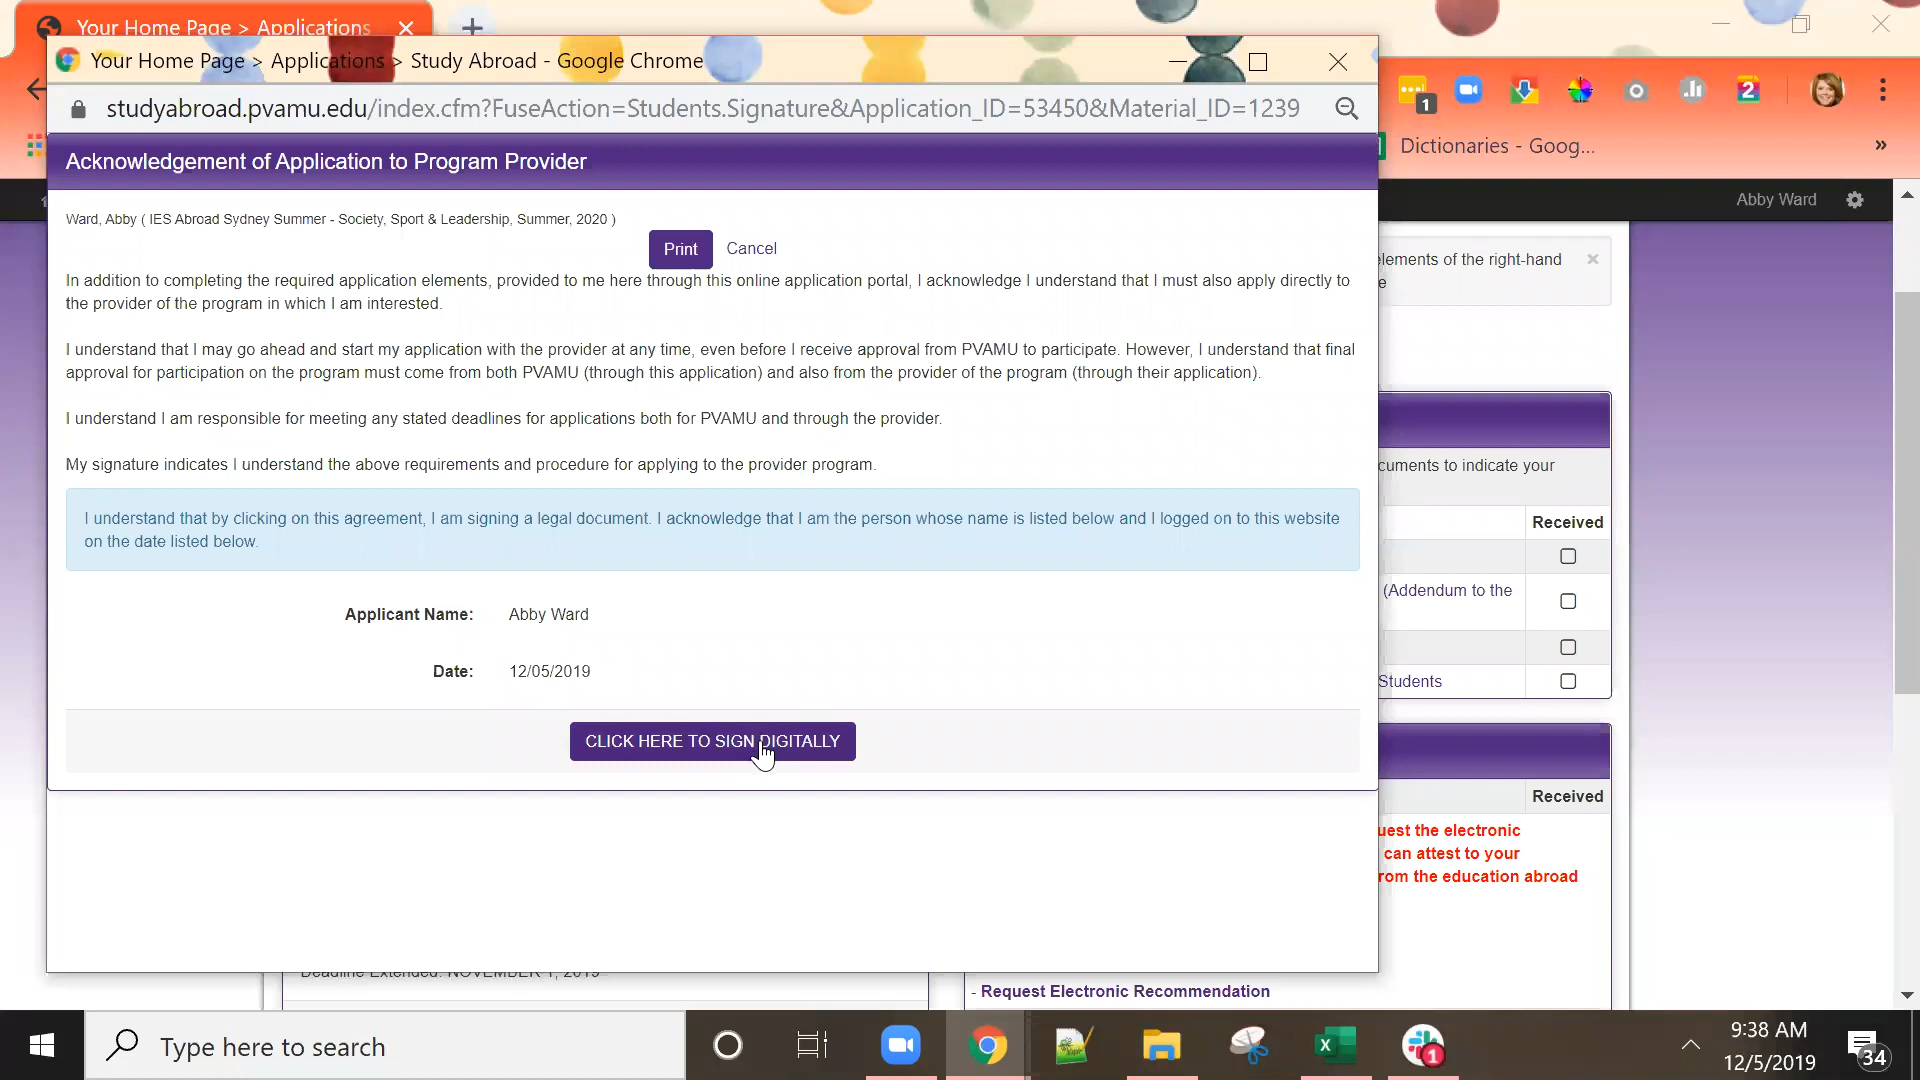 Your Home Page > Applications
Your Home Page > Applications > Study Abroad - Google Chrome
studyabroad.pvamu.edu/index.cfm?FuseAction=Students.Signature&Application_ID=53450&Material_ID=1239
1
2
Dictionaries - Goog...
»
Acknowledgement of Application to Program Provider
Abby Ward
Ward, Abby ( IES Abroad Sydney Summer - Society, Sport & Leadership, Summer, 2020 )
Print Cancel
elements of the right-hand
e
In addition to completing the required application elements, provided to me here through this online application portal, I acknowledge I understand that I must also apply directly to
the provider of the program in which I am interested.
I understand that I may go ahead and start my application with the provider at any time, even before I receive approval from PVAMU to participate. However, I understand that final
approval for participation on the program must come from both PVAMU (through this application) and also from the provider of the program (through their application).
I understand I am responsible for meeting any stated deadlines for applications both for PVAMU and through the provider.
My signature indicates I understand the above requirements and procedure for applying to the provider program.
cuments to indicate your
I understand that by clicking on this agreement, I am signing a legal document. I acknowledge that I am the person whose name is listed below and I logged on to this website
on the date listed below.
Received
(Addendum to the
Students
Applicant Name: Abby Ward
Date: 12/05/2019
CLICK HERE TO SIGN DIGITALLY
Received
uest the electronic
can attest to your
rom the education abroad
Deadline Extended: NOVEMBER 1, 2019
- Request Electronic Recommendation
Type here to search
1
9:38 AM
12/5/2019
34